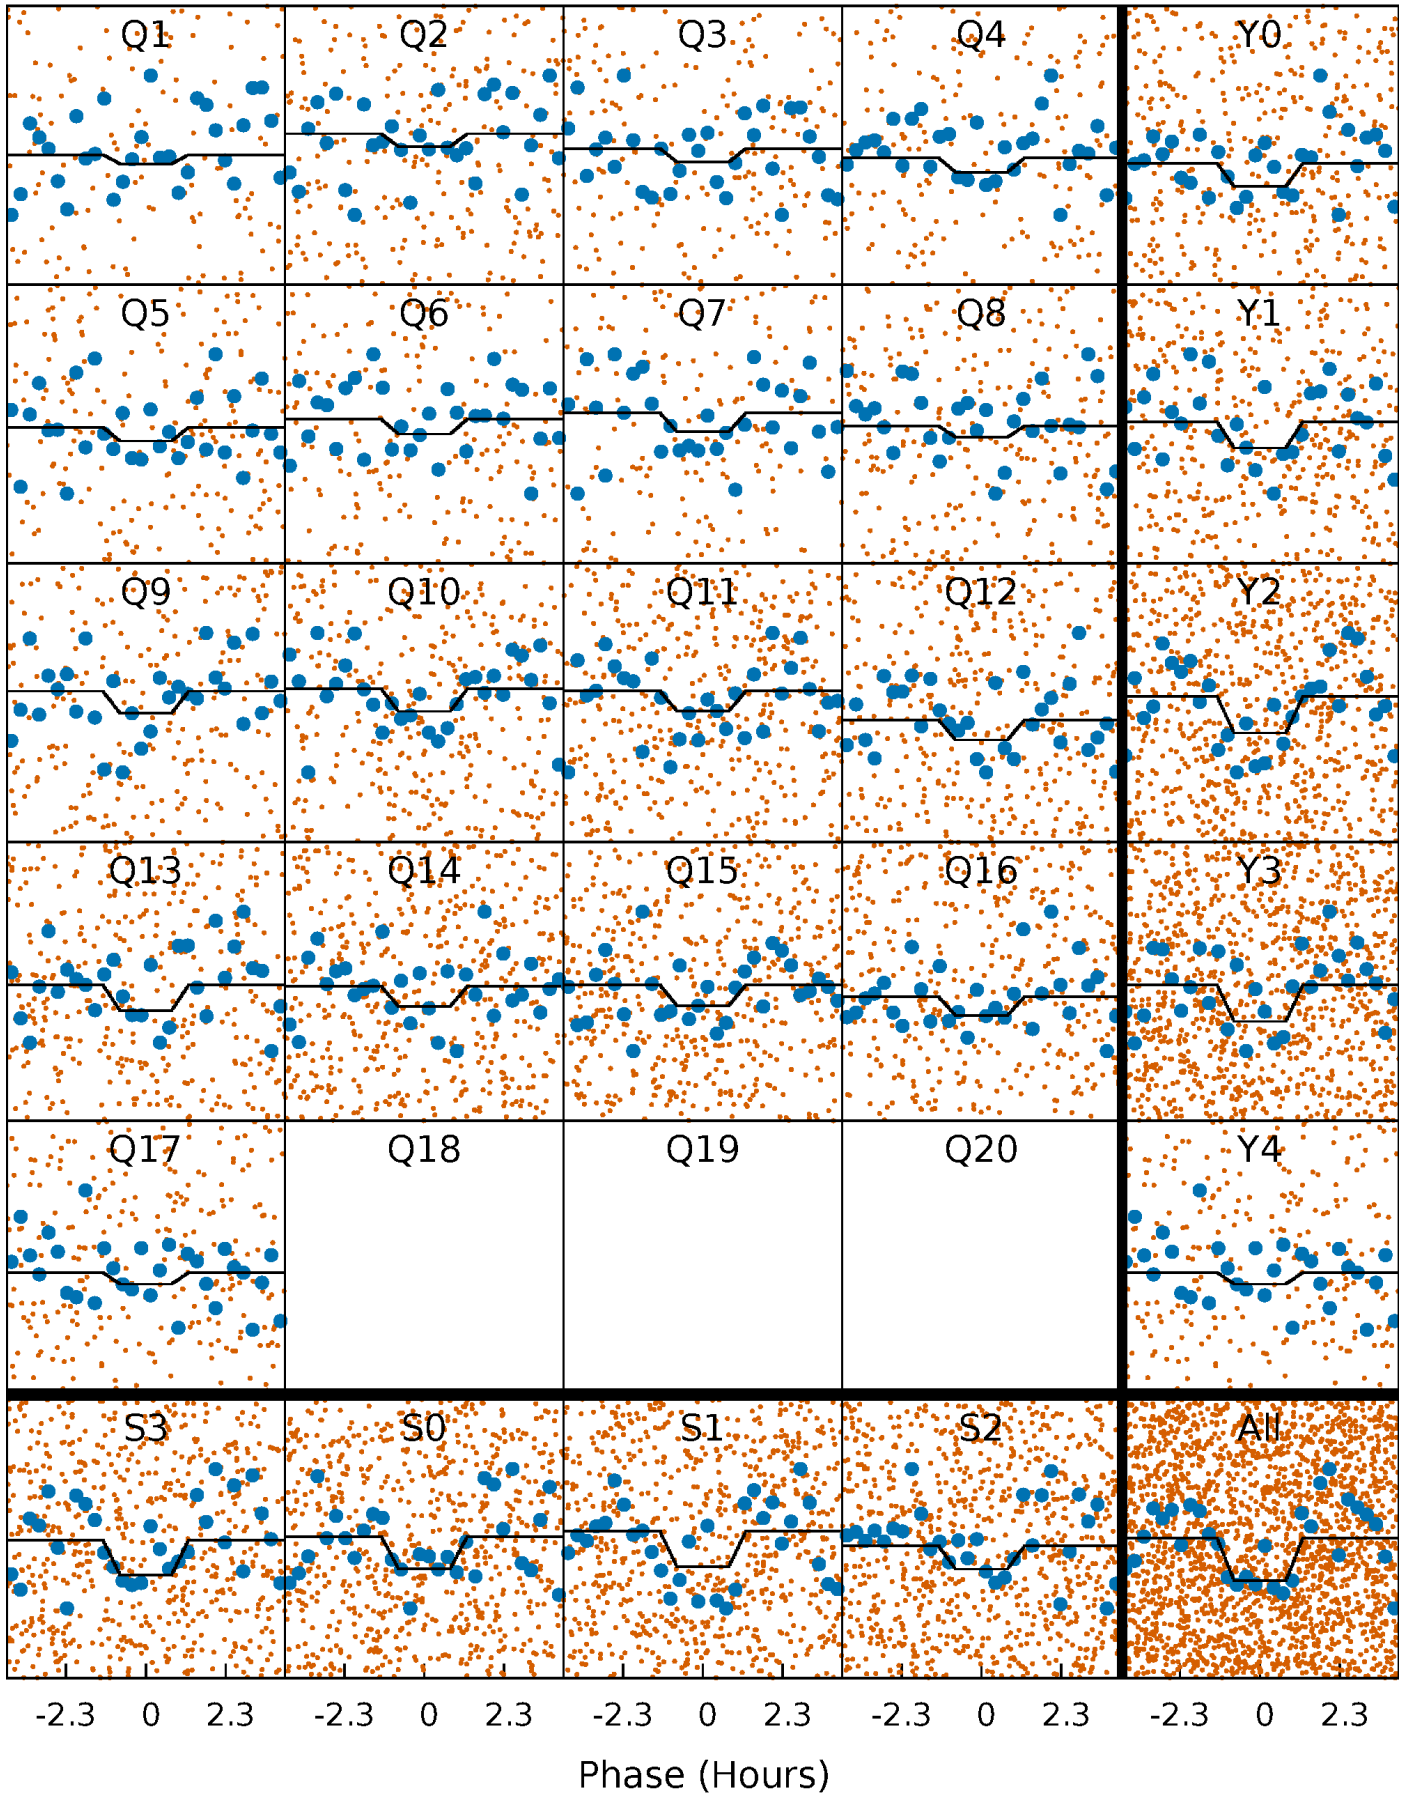 Q1 Q2 Q3 Q4 Y0
Q5 Q6 Q7 Q8 Y1
Q9 Q10 Q11 Q12 Y2
Q13 Q14 Q15 Q16 Y3
Q17 Q18 Q19 Q20 Y4
S3 S0 S1 S2 All
-2.3 0 2.3 -2.3 0 2.3 -2.3 0 2.3 -2.3 0 2.3 -2.3 0 2.3
Phase (Hours)